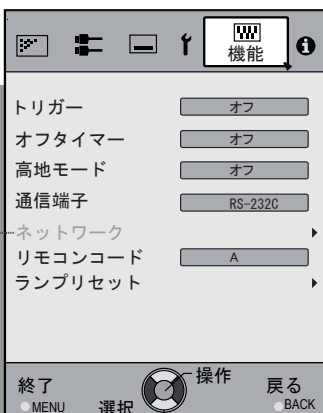 機能
トリガー オフ
オフタイマー オフ
高地モード オフ
通信端子 RS-232C
ネットワーク
リモコンコード A
ランプリセット
終了 操作 戻る
MENU 選択 BACK